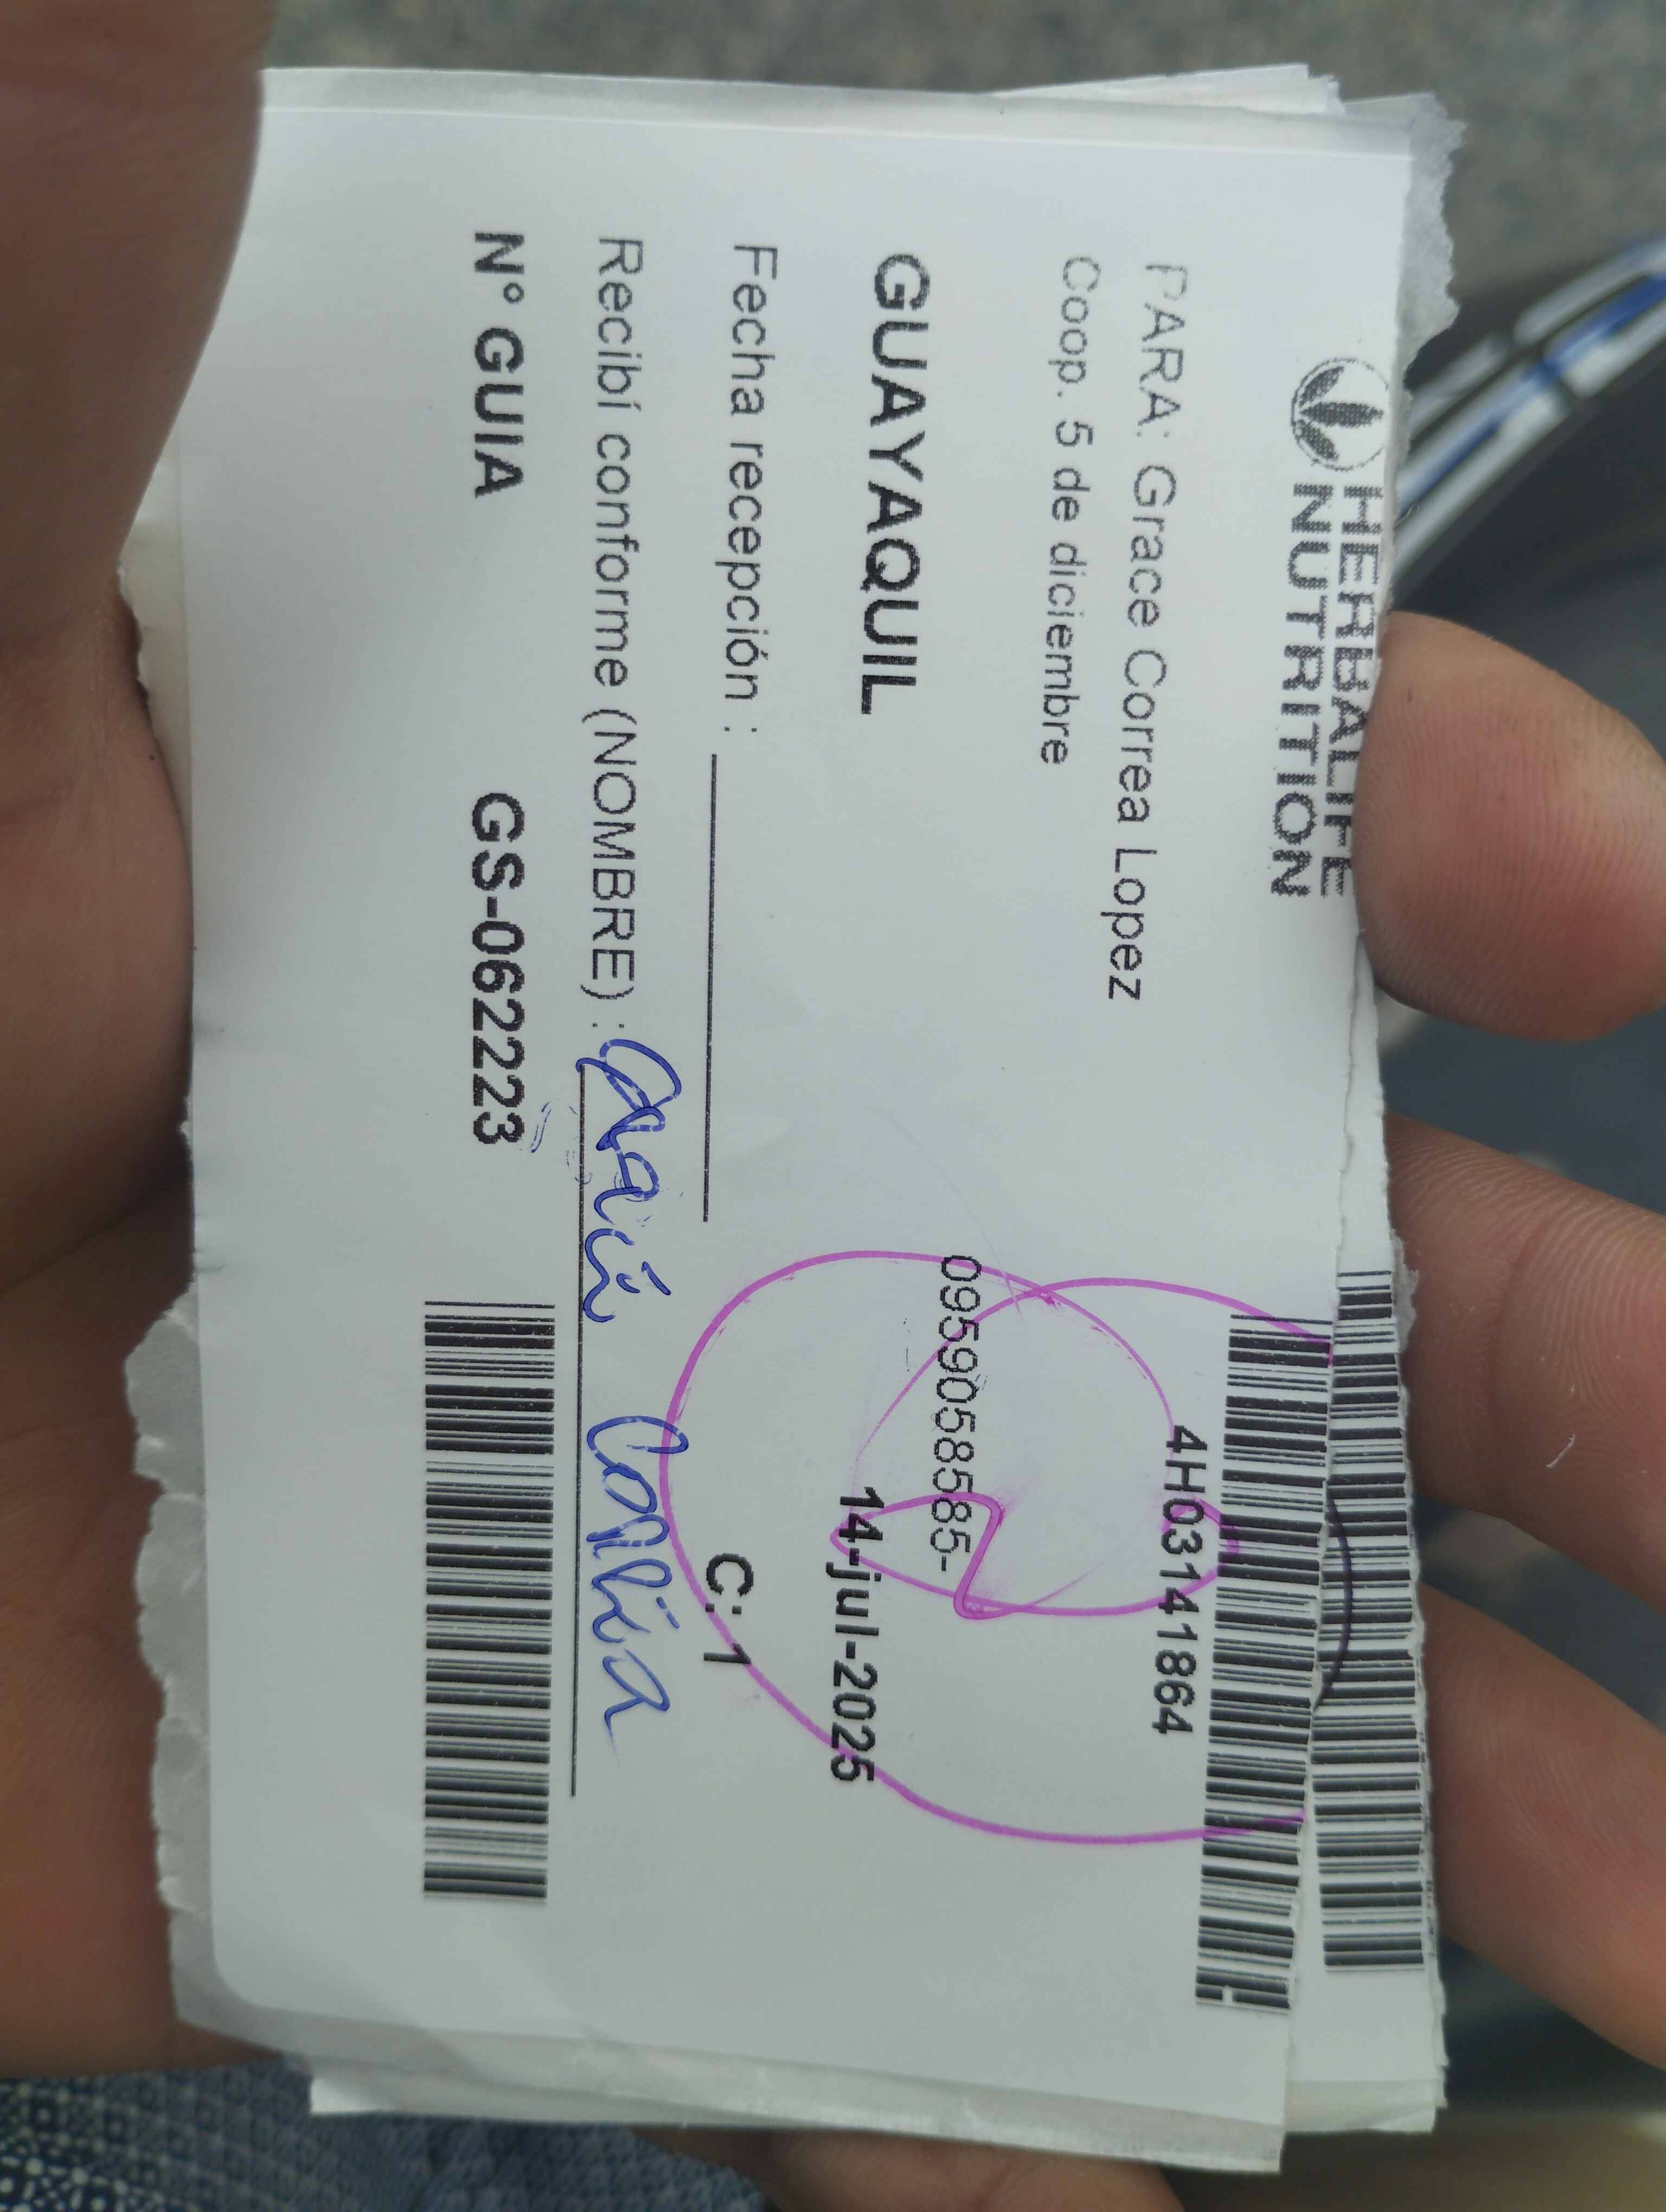 HERBALIFE
NUTRITION
4H03141864
PARA: Grace Correa Lopez
Coop. 5 de diciembre
0959058585-
GUAYAQUIL
14-jul-2025
Fecha recepción :
C: 1
Recibí conforme (NOMBRE) :
N° GUIA GS-062223